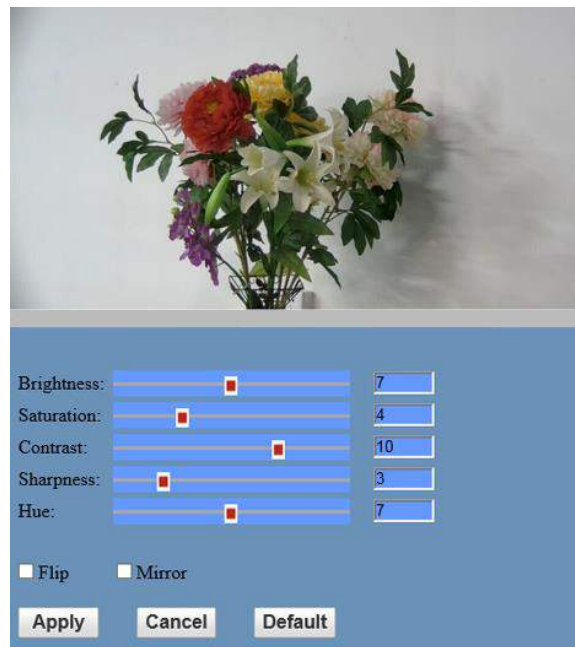 Brightness: 7
Saturation: 4
Contrast: 10
Sharpness: 3
Hue: 7
Flip Mirror
Apply Cancel Default